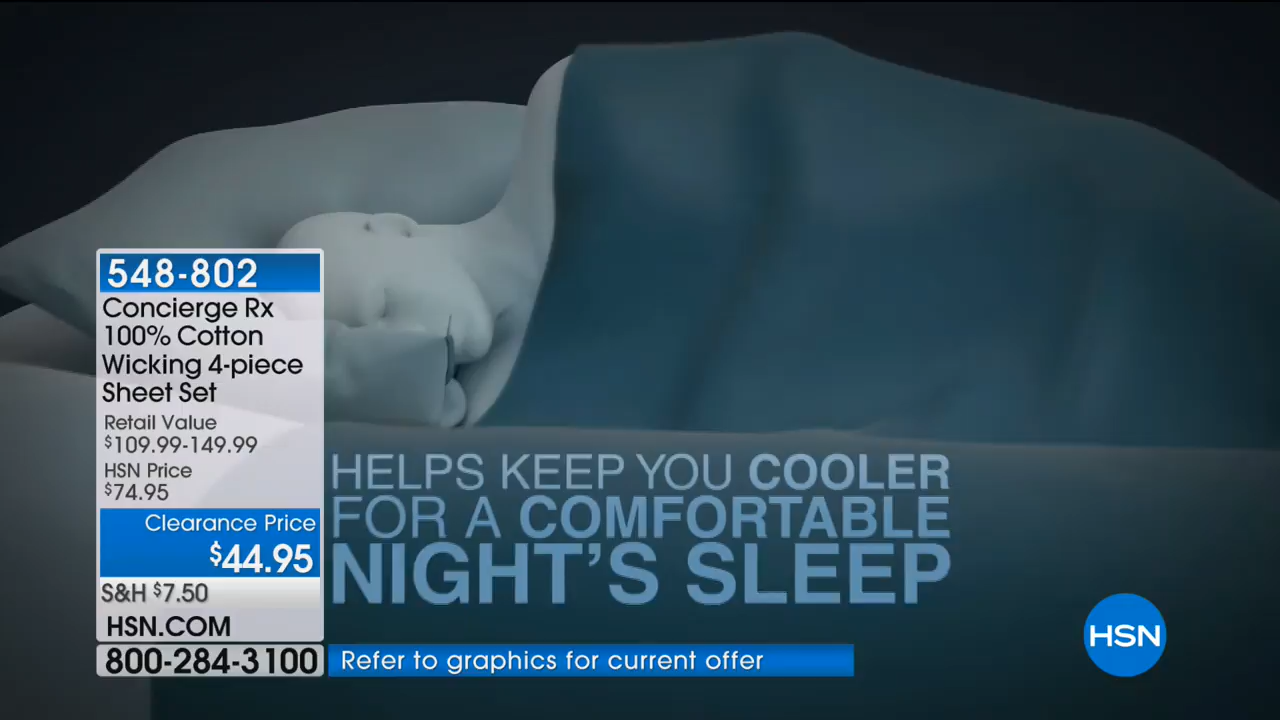 548-802
Concierge Rx
100% Cotton
Wicking 4-piece
Sheet Set
Retail Value
$109.99-149.99
HSN Price
$74.95
Clearance Price
$44.95
S&H $7.50
HSN.COM
800-284-3100
Refer to graphics for current offer
HELPS KEEP YOU COOLER
FOR A COMFORTABLE
NIGHT'S SLEEP
HSN